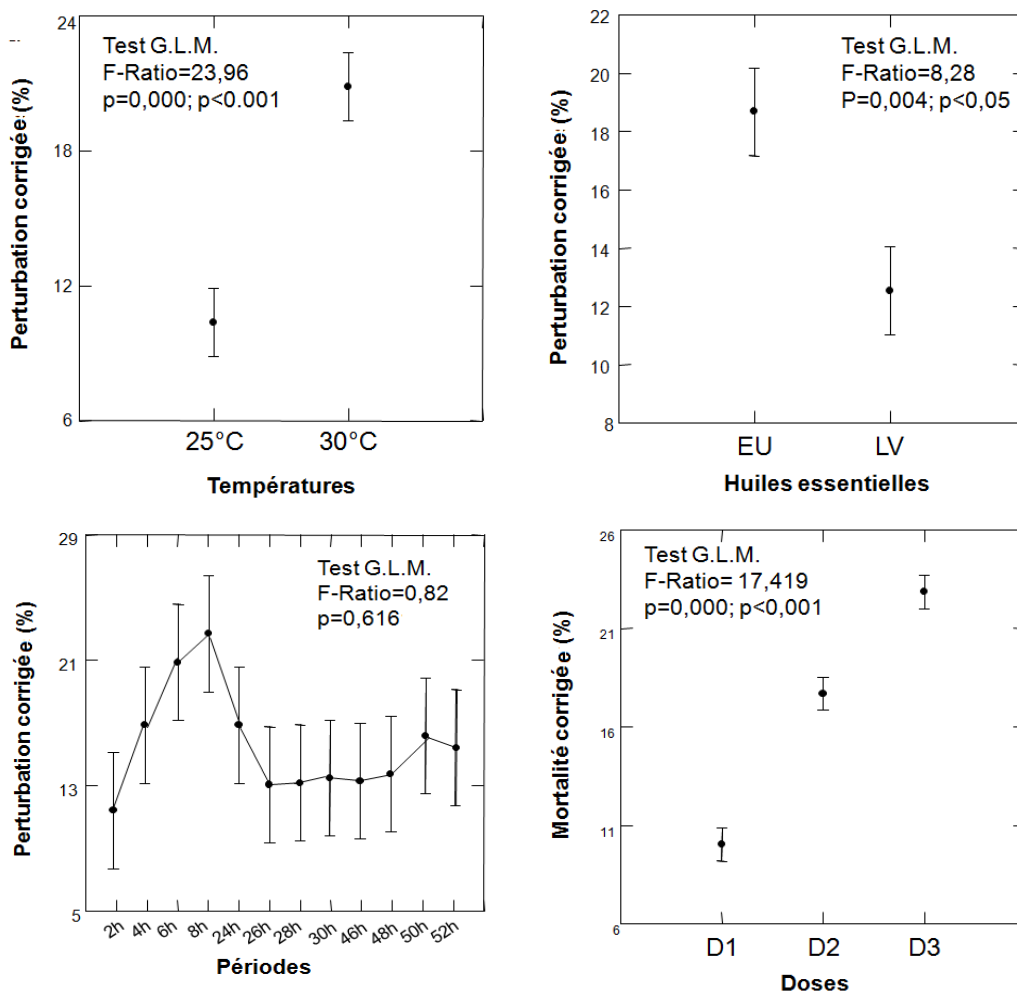 Test G.L.M.
F-Ratio=23,96
p=0,000; p<0.001
Perturbation corrigée (%)
24
18
12
6
25°C 30°C
Températures
Test G.L.M.
F-Ratio=8,28
P=0,004; p<0,05
Perturbation corrigée (%)
22
20
18
16
14
12
10
8
EU LV
Huiles essentielles
Test G.L.M.
F-Ratio=0,82
p=0,616
Perturbation corrigée (%)
29
21
13
5
2h 4h 6h 8h 24h 26h 28h 30h 46h 48h 50h 52h
Périodes
Test G.L.M.
F-Ratio= 17,419
p=0,000; p<0,001
Mortalité corrigée (%)
26
21
16
11
6
D1 D2 D3
Doses